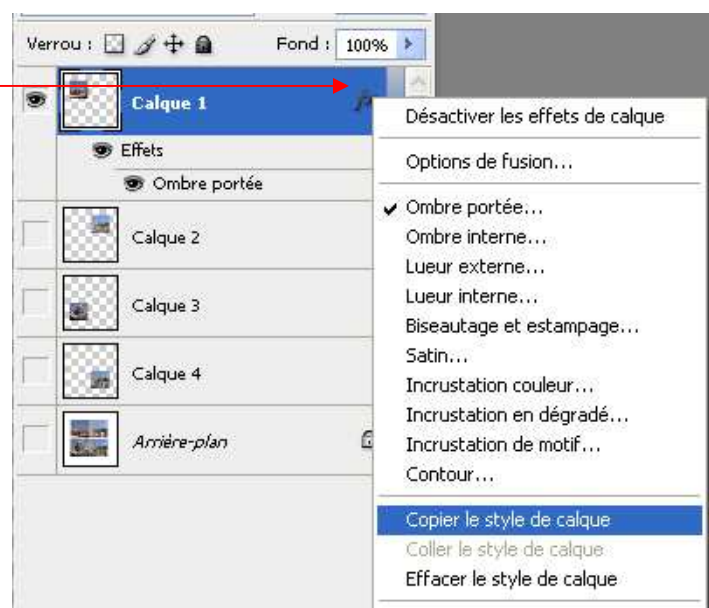 Verrou : Fond : 100%
Calque 1
Effets
Ombre portée
Calque 2
Calque 3
Calque 4
Arrière-plan
Désactiver les effets de calque
Options de fusion...
Ombre portée...
Ombre interne...
Lueur externe...
Lueur interne...
Biseautage et estampage...
Satin...
Incrustation couleur...
Incrustation en dégradé...
Incrustation de motif...
Contour...
Copier le style de calque
Coller le style de calque
Effacer le style de calque